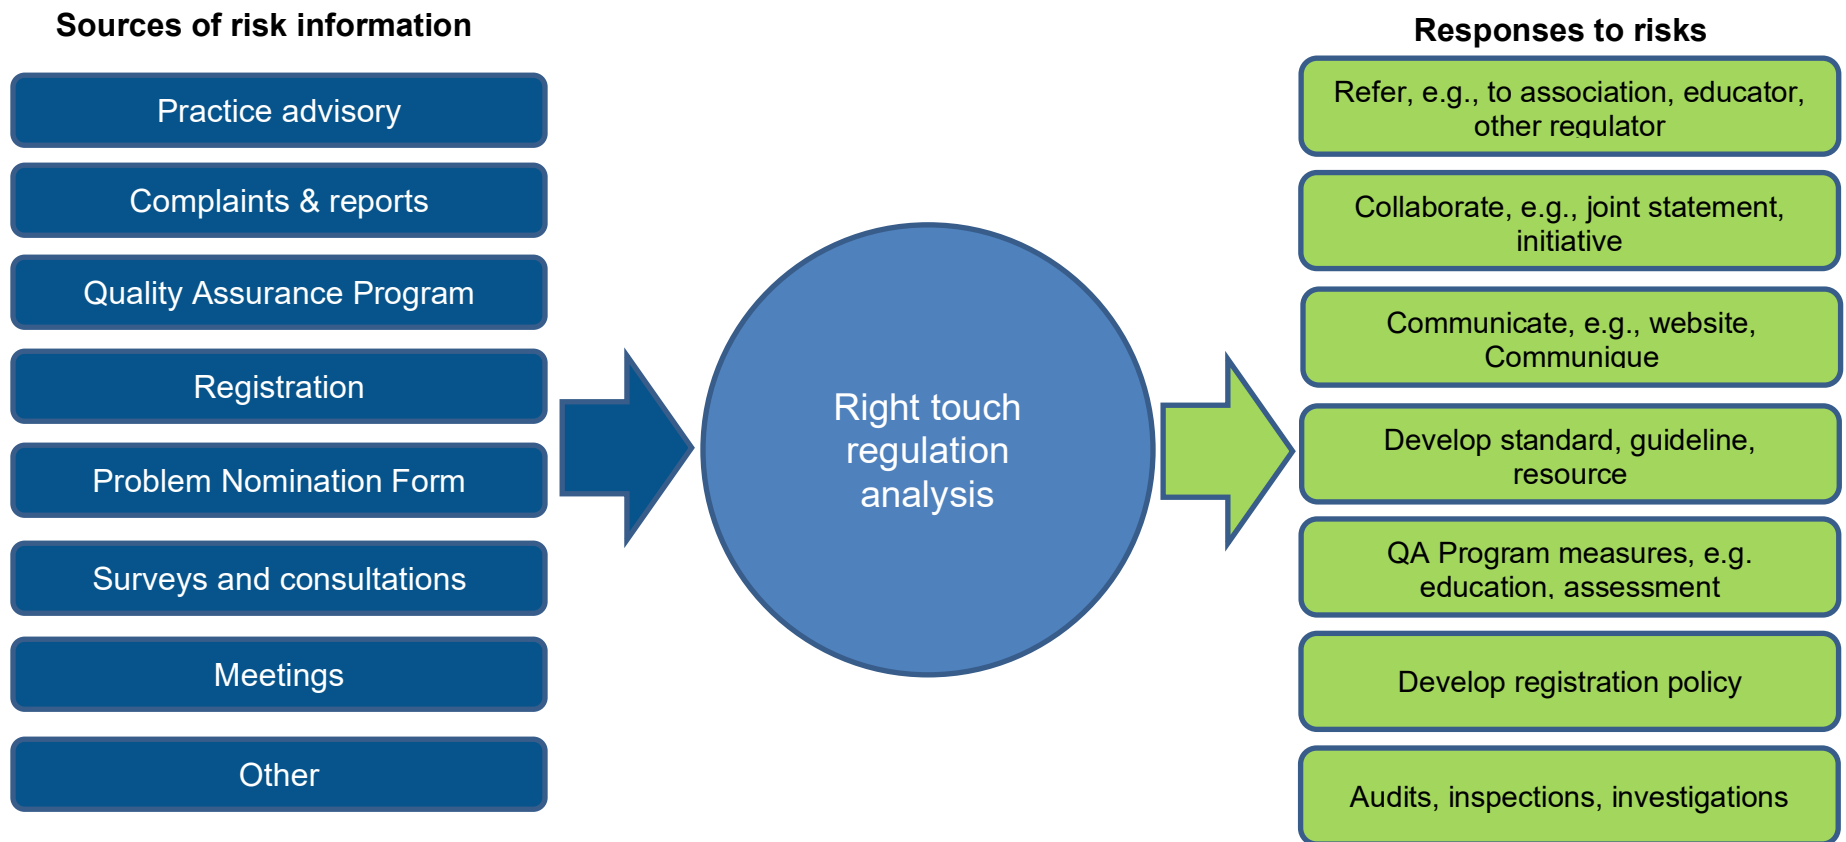 Sources of risk information
Practice advisory
Complaints & reports
Quality Assurance Program
Registration
Problem Nomination Form
Surveys and consultations
Meetings
Other
Right touch
regulation
analysis
Responses to risks
Refer, e.g., to association, educator,
other regulator
Collaborate, e.g., joint statement,
initiative
Communicate, e.g., website,
Communique
Develop standard, guideline,
resource
QA Program measures, e.g.
education, assessment
Develop registration policy
Audits, inspections, investigations